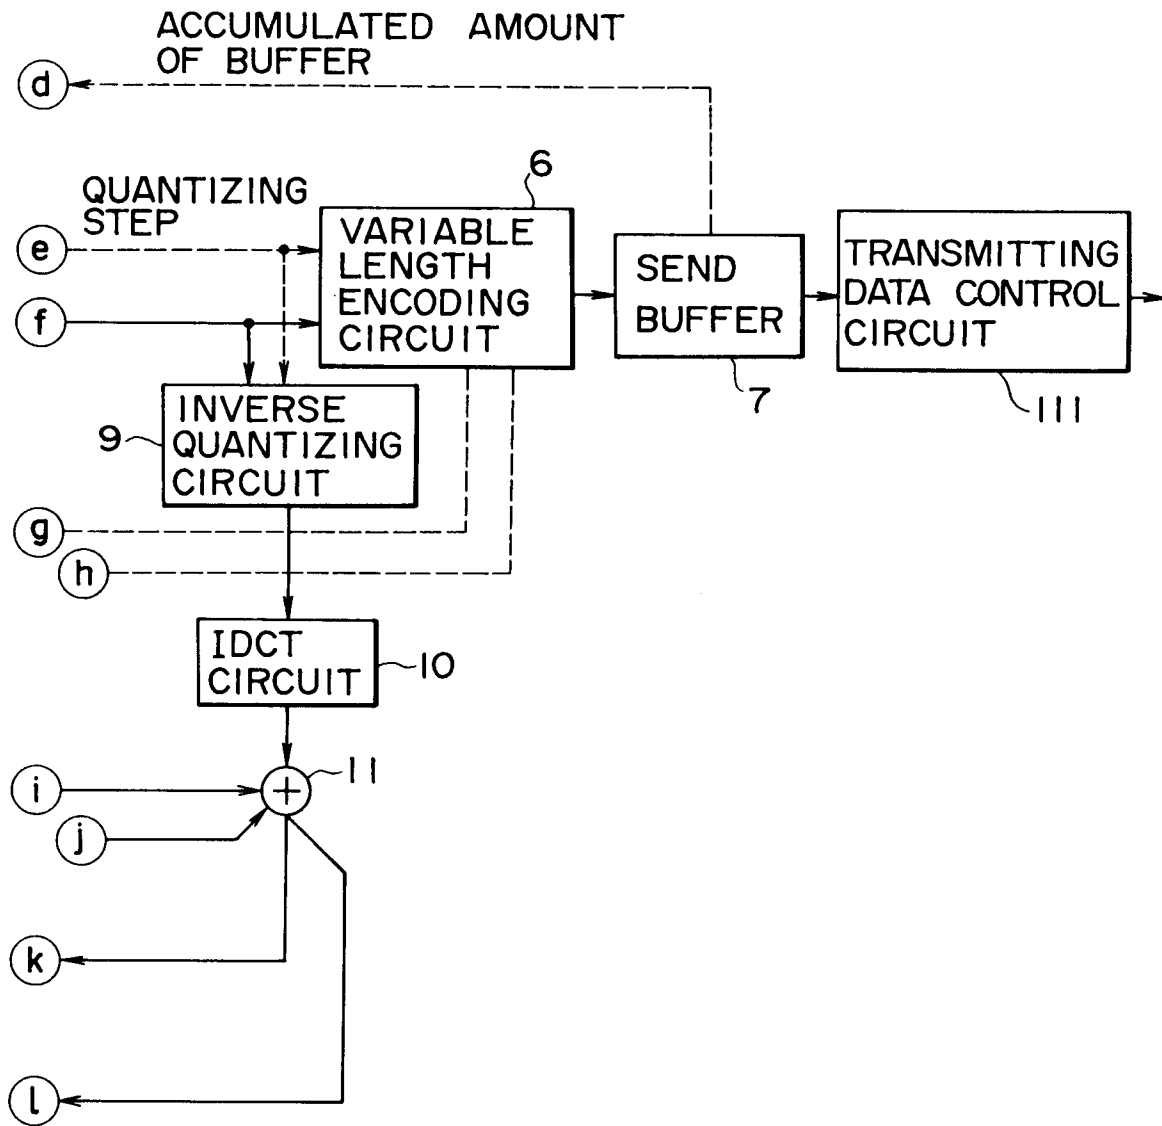 ACCUMULATED AMOUNT
OF BUFFER
d
6
QUANTIZING
STEP
e
f
VARIABLE
LENGTH
ENCODING
CIRCUIT
SEND
BUFFER
7
TRANSMITTING
DATA CONTROL
CIRCUIT
111
9
INVERSE
QUANTIZING
CIRCUIT
g
h
IDCT
CIRCUIT
10
i
+
11
j
k
l